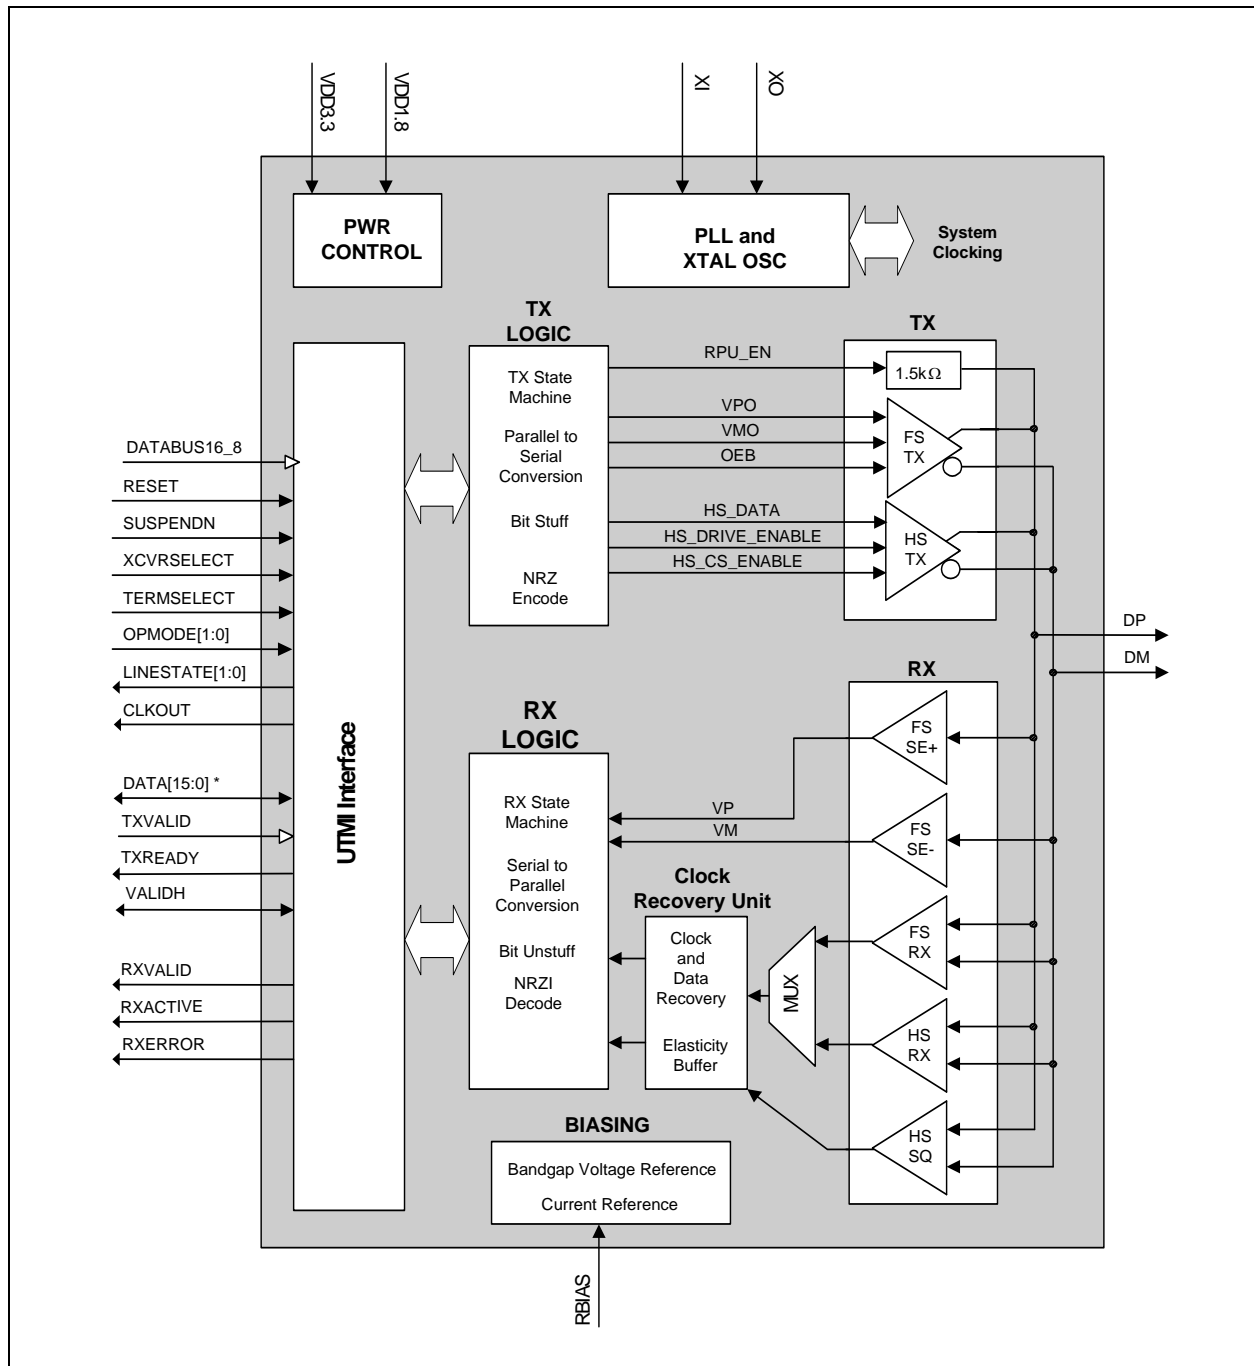 VDD3.3
VDD1.8
XI
XO
PWR
CONTROL
PLL and
XTAL OSC
System
Clocking
TX
LOGIC
TX
TX State
Machine
Parallel to
Serial
Conversion
Bit Stuff
NRZ
Encode
RPU_EN
VPO
VMO
OEB
HS_DATA
HS_DRIVE_ENABLE
HS_CS_ENABLE
1.5kΩ
FS
TX
HS
TX
DATABUS16_8
RESET
SUSPENDN
XCVRSELECT
TERMSELECT
OPMODE[1:0]
LINESTATE[1:0]
CLKOUT
DATA[15:0] *
TXVALID
TXREADY
VALIDH
RXVALID
RXACTIVE
RXERROR
UTMI Interface
DP
DM
RX
LOGIC
RX
RX State
Machine
Serial to
Parallel
Conversion
Bit Unstuff
NRZI
Decode
VP
VM
Clock
Recovery Unit
Clock
and
Data
Recovery
Elasticity
Buffer
MUX
FS
SE+
FS
SE-
FS
RX
HS
RX
HS
SQ
BIASING
Bandgap Voltage Reference
Current Reference
RBIAS